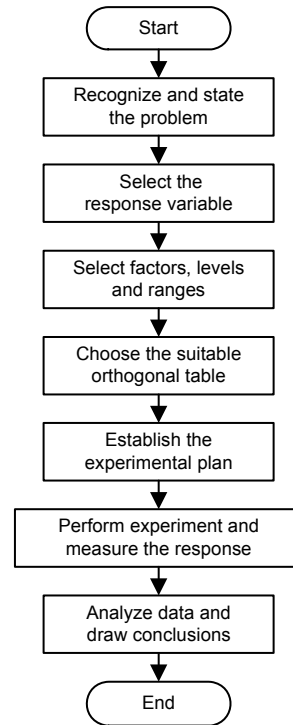 Start
Recognize and state
the problem
Select the
response variable
Select factors, levels
and ranges
Choose the suitable
orthogonal table
Establish the
experimental plan
Perform experiment and
measure the response
Analyze data and
draw conclusions
End